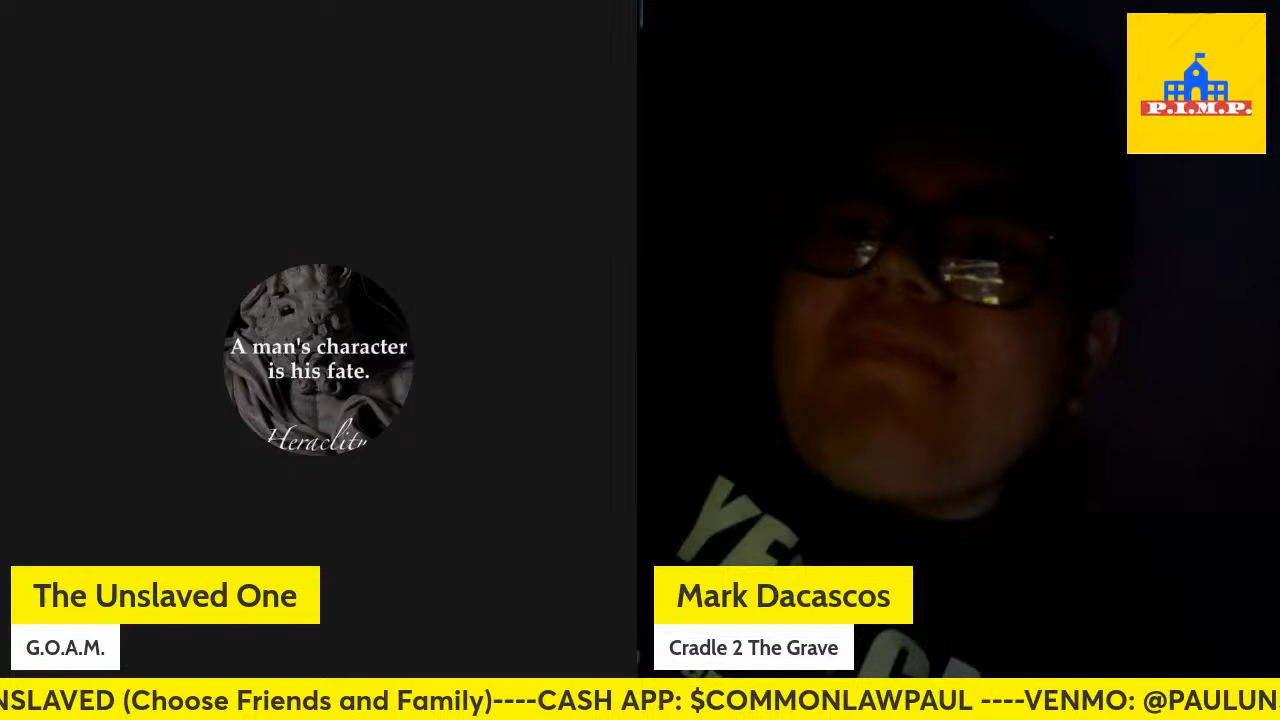 P.I.M.P.
A man's character
is his fate.
The Unslaved One
G.O.A.M.
YE
Mark Dacascos
Cradle 2 The Grave
NSLAVED (Choose Friends and Family)----CASH APP: $COMMONLAWPAUL ----VENMO: @PAULUN